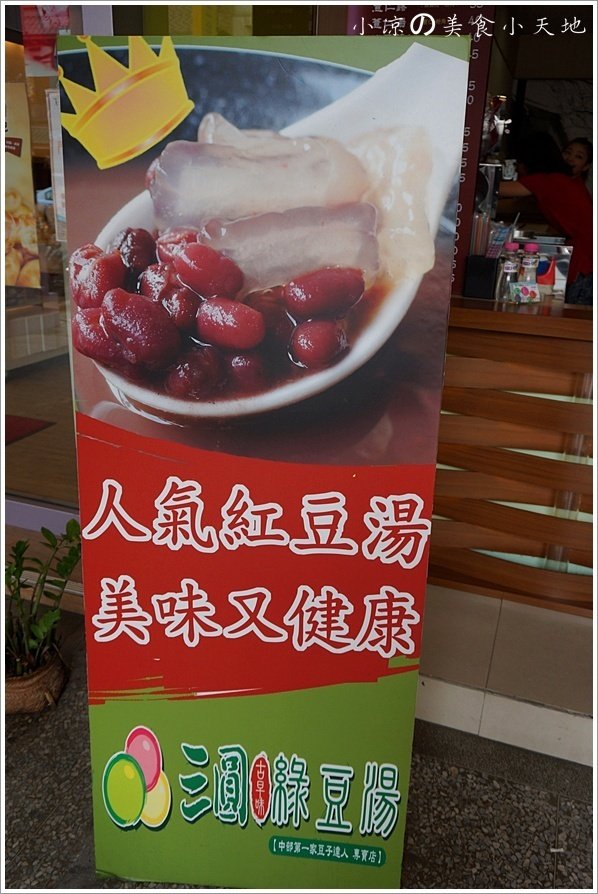 小涼の美食小天地
人氣紅豆湯
美味又健康
三圓古早味綠豆湯
【中部第一家豆子達人 專賣店】